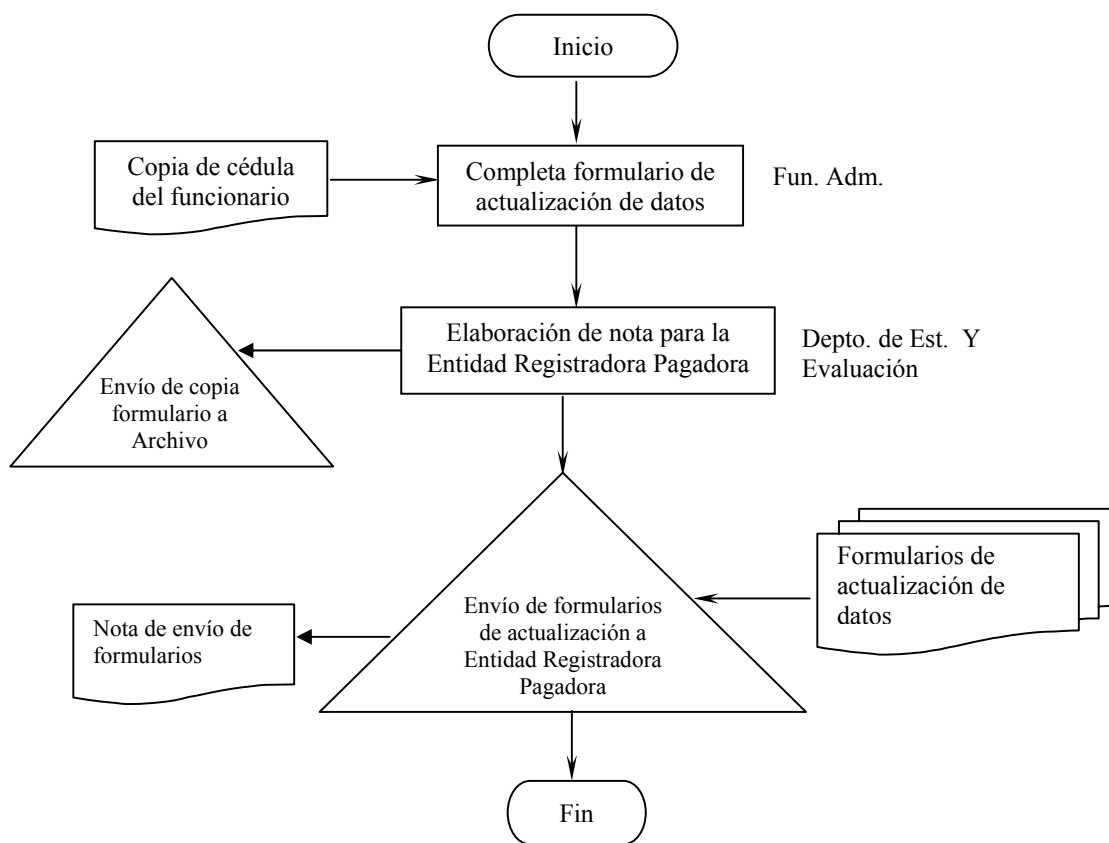 Inicio
Copia de cédula
del funcionario
Completa formulario de
actualización de datos
Fun. Adm.
Elaboración de nota para la
Entidad Registradora Pagadora
Depto. de Est. Y
Evaluación
Envío de copia
formulario a
Archivo
Formularios de
actualización de
datos
Envío de formularios
de actualización a
Entidad Registradora
Pagadora
Nota de envío de
formularios
Fin